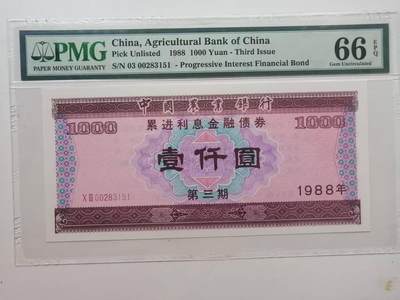 PMG
PAPER MONEY GUARANTY
China, Agricultural Bank of China
Pick Unlisted 1988 1000 Yuan - Third Issue
S/N 03 00283151 - Progressive Interest Financial Bond
66 EPQ
Gem Uncirculated
中国农业银行
1000 累进利息金融债券 1000
壹仟圆
XⅢ00283151
第三期
1988年